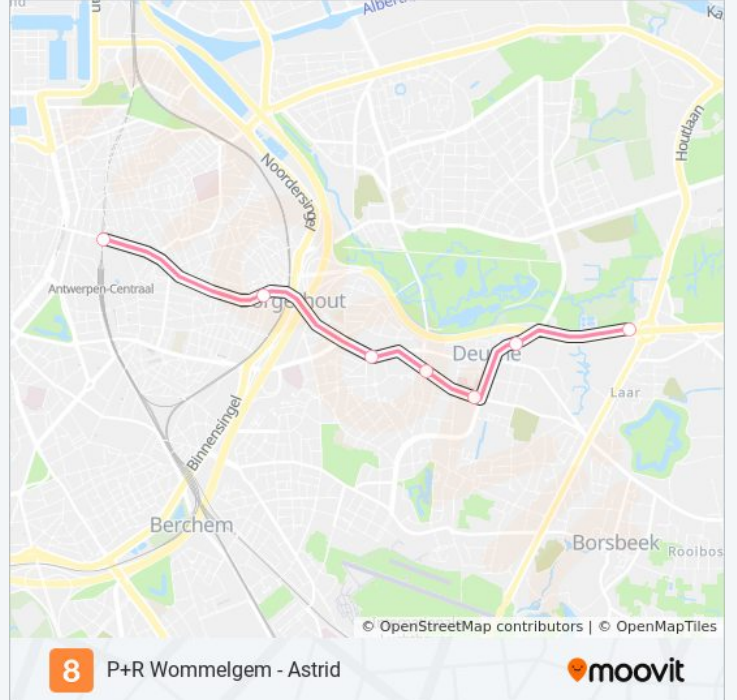 Albert
Ka
Houtlaan
Noordersingel
Antwerpen-Centraal
orgerhout
Deurne
Laar
Binnensingel
Berchem
Borsbeek
Rooibos
© OpenStreetMap contributors | © OpenMapTiles
8 P+R Wommelgem - Astrid
moovit